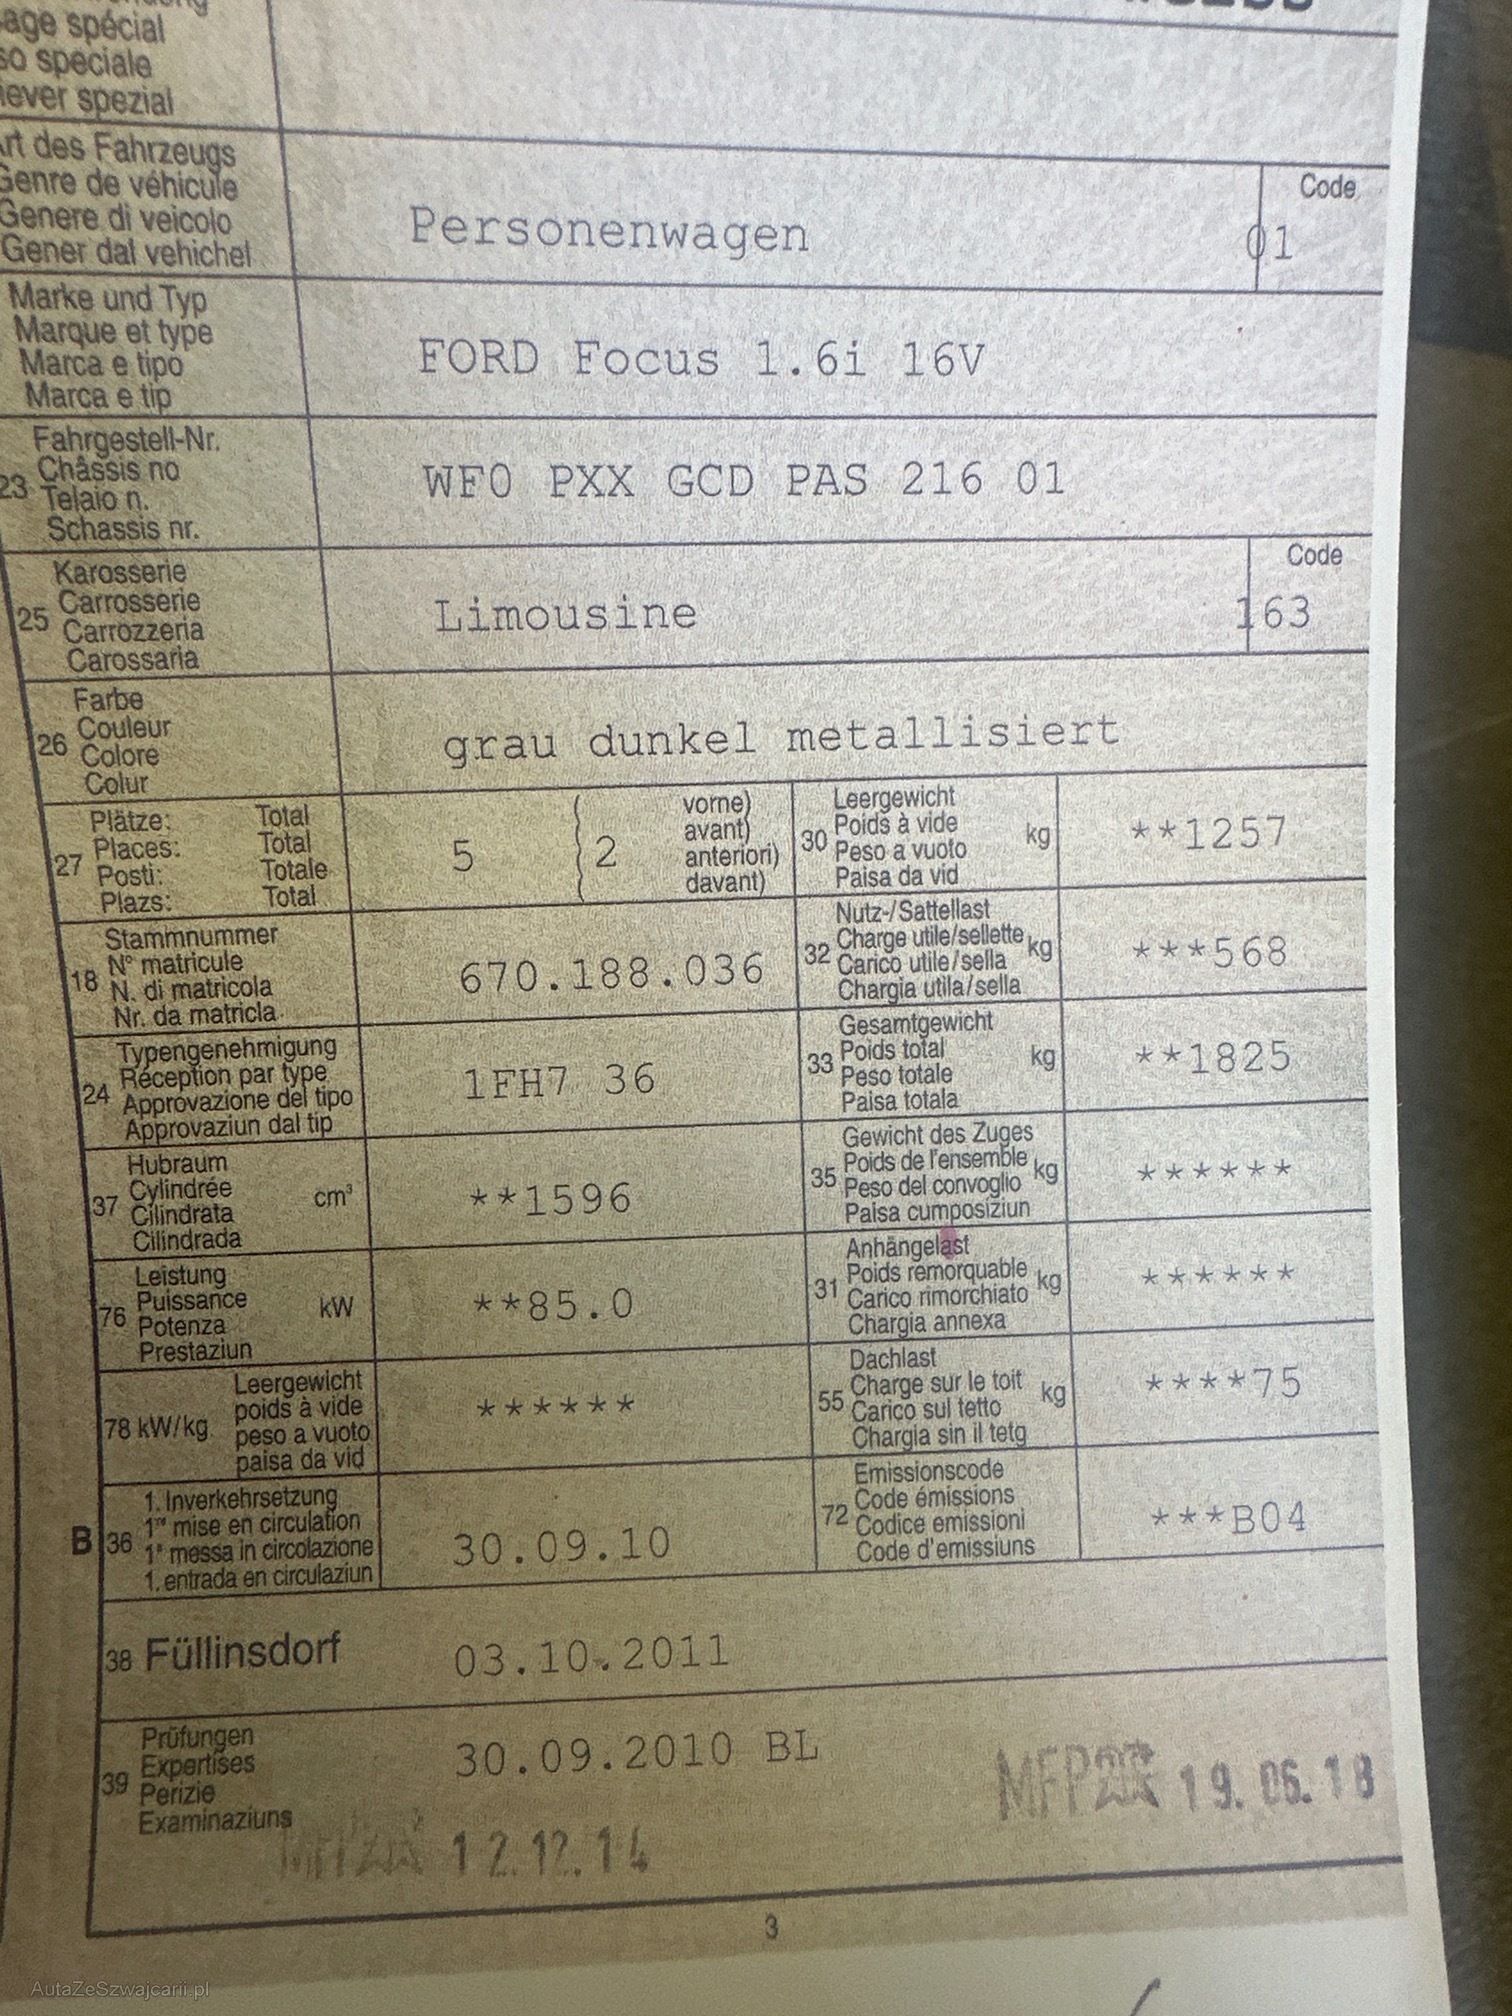 age spécial
so speciale
iever spezial
Art des Fahrzeugs
Genre de véhicule
Genere di veicolo
Gener dal vehichel
Personenwagen
Code
01
Marke und Typ
Marque et type
Marca e tipo
Marca e tip
FORD Focus 1.6i 16V
23
Fahrgestell-Nr.
Châssis no
Telaio n.
Schassis nr.
WF0 PXX GCD PAS 216 01
25
Karosserie
Carrosserie
Carrozzeria
Carossaria
Limousine
Code
163
26
Farbe
Couleur
Colore
Colur
grau dunkel metallisiert
27
Plätze: Total
Places: Total
Posti: Totale
Plazs: Total
5
2
vorne)
avant)
anteriori)
davant)
30
Leergewicht
Poids à vide
Peso a vuoto
Paisa da vid
kg
**1257
18
Stammnummer
N° matricule
N. di matricola
Nr. da matricla
670.188.036
32
Nutz-/Sattellast
Charge utile/sellette
Carico utile/sella
Chargia utila/sella
kg
***568
24
Typengenehmigung
Réception par type
Approvazione del tipo
Approvaziun dal tip
1FH7 36
33
Gesamtgewicht
Poids total
Peso totale
Paisa totala
kg
**1825
37
Hubraum
Cylindrée
Cilindrata
Cilindrada
cm³
**1596
35
Gewicht des Zuges
Poids de l'ensemble
Peso del convoglio
Paisa cumposiziun
kg
******
76
Leistung
Puissance
Potenza
Prestaziun
kW
**85.0
31
Anhängelast
Poids remorquable
Carico rimorchiato
Chargia annexa
kg
******
78 kW/kg
Leergewicht
poids à vide
peso a vuoto
paisa da vid
******
55
Dachlast
Charge sur le toit
Carico sul tetto
Chargia sin il tetg
kg
****75
B
36
1. Inverkehrsetzung
1re mise en circulation
1a messa in circolazione
1. entrada en circulaziun
30.09.10
72
Emissionscode
Code émissions
Codice emissioni
Code d'emissiuns
***B04
38 Füllinsdorf
03.10.2011
39
Prüfungen
Expertises
Perizie
Examinaziuns
30.09.2010 BL
MFP 19.06.18
12.12.14
3
AutaZeSzwajcarii.pl